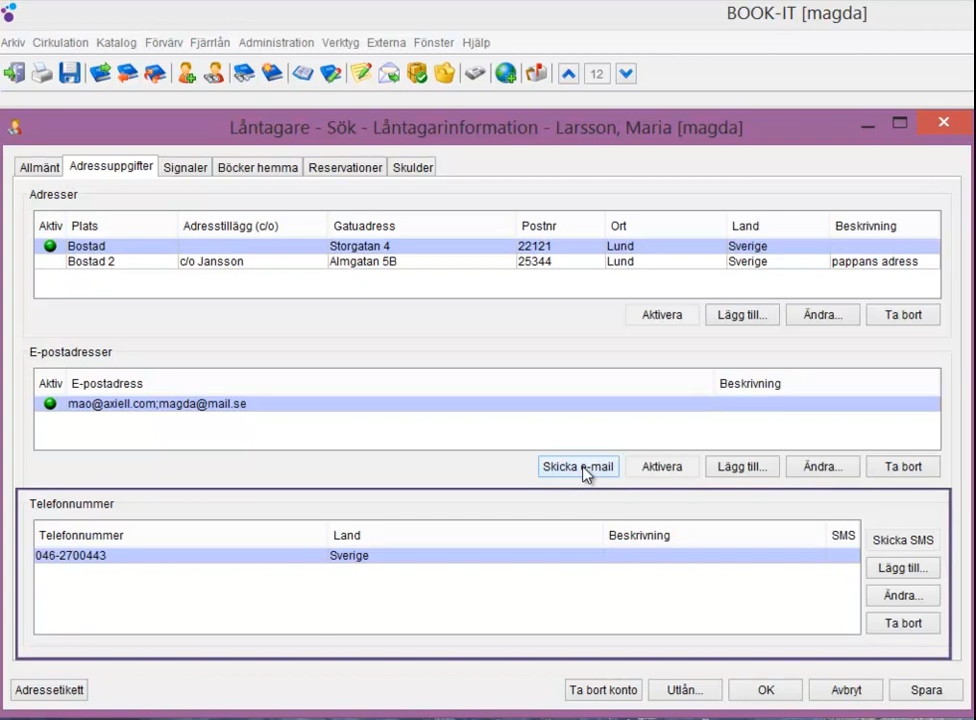 BOOK-IT [magda]
Arkiv Cirkulation Katalog Förvärv Fjärrlån Administration Verktyg Externa Fönster Hjälp
12
Låntagare - Sök - Låntagarinformation - Larsson, Maria [magda]
Allmänt Adressuppgifter Signaler Böcker hemma Reservationer Skulder
Adresser
Aktiv Plats Adresstillägg (c/o) Gatuadress Postnr Ort Land Beskrivning
Bostad Storgatan 4 22121 Lund Sverige
Bostad 2 c/o Jansson Almgatan 5B 25344 Lund Sverige pappans adress
Aktivera Lägg till... Ändra... Ta bort
E-postadresser
Aktiv E-postadress Beskrivning
mao@axiell.com;magda@mail.se
Skicka e-mail Aktivera Lägg till... Ändra... Ta bort
Telefonnummer
Telefonnummer Land Beskrivning SMS
046-2700443 Sverige
Skicka SMS
Lägg till...
Ändra...
Ta bort
Adressetikett Ta bort konto Utlån... OK Avbryt Spara